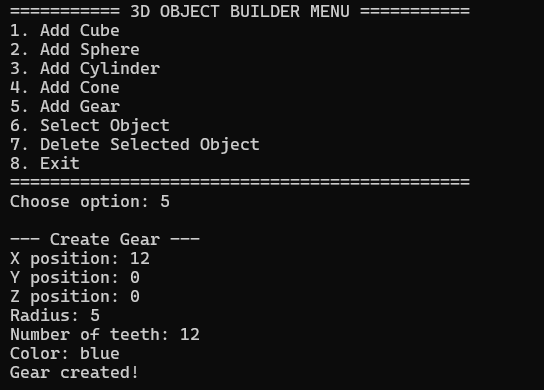 =========== 3D OBJECT BUILDER MENU ===========
1. Add Cube
2. Add Sphere
3. Add Cylinder
4. Add Cone
5. Add Gear
6. Select Object
7. Delete Selected Object
8. Exit
==============================================
Choose option: 5
--- Create Gear ---
X position: 12
Y position: 0
Z position: 0
Radius: 5
Number of teeth: 12
Color: blue
Gear created!